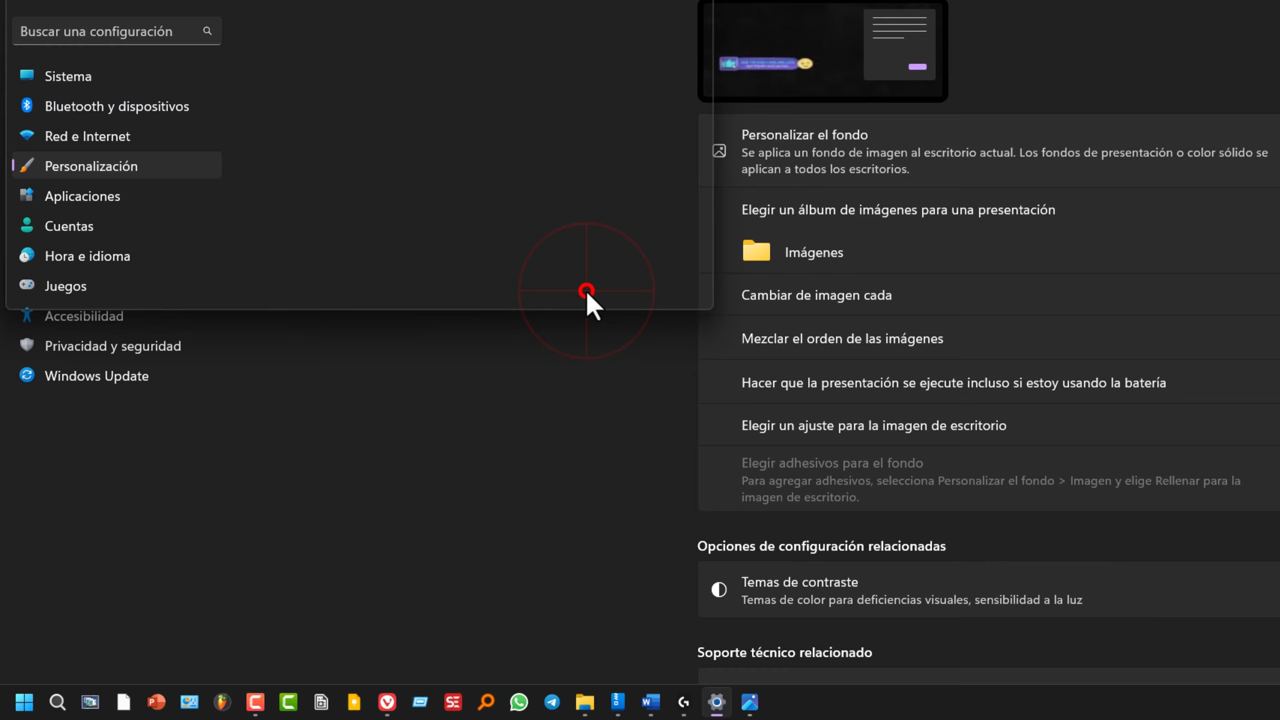 Buscar una configuración
Sistema
Bluetooth y dispositivos
Red e Internet
Personalización
Aplicaciones
Cuentas
Hora e idioma
Juegos
Accesibilidad
Privacidad y seguridad
Windows Update
Personalizar el fondo
Se aplica un fondo de imagen al escritorio actual. Los fondos de presentación o color sólido se
aplican a todos los escritorios.
Elegir un álbum de imágenes para una presentación
Imágenes
Cambiar de imagen cada
Mezclar el orden de las imágenes
Hacer que la presentación se ejecute incluso si estoy usando la batería
Elegir un ajuste para la imagen de escritorio
Elegir adhesivos para el fondo
Para agregar adhesivos, selecciona Personalizar el fondo > Imagen y elige Rellenar para la
imagen de escritorio.
Opciones de configuración relacionadas
Temas de contraste
Temas de color para deficiencias visuales, sensibilidad a la luz
Soporte técnico relacionado